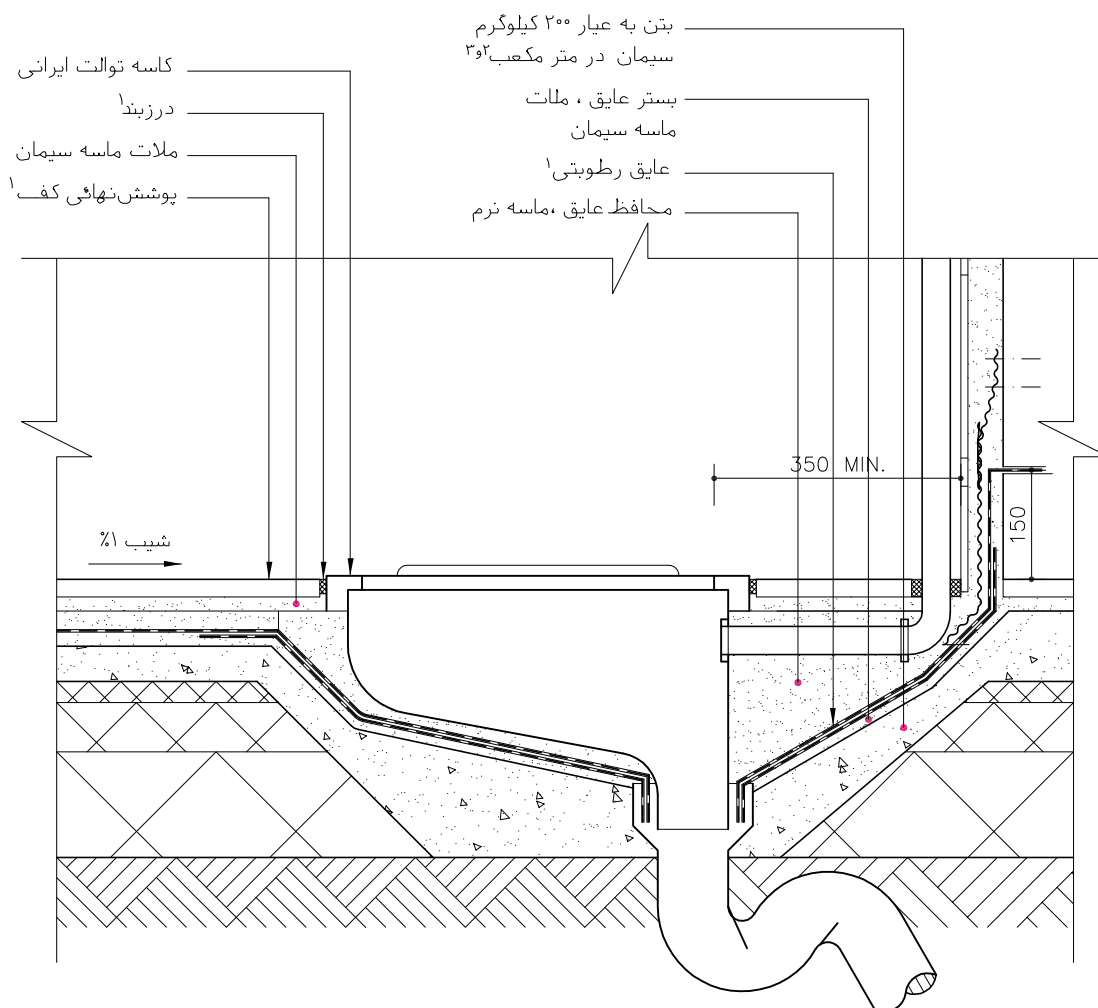 بتن به عیار ۲۰۰ کیلوگرم
سیمان در متر مکعب۲و۳
بستر عایق ، ملات
ماسه سیمان
عایق رطوبتی۱
محافظ عایق ،ماسه نرم
کاسه توالت ایرانی
درزبند۱
ملات ماسه سیمان
پوشش‌نهائی کف۱
350 MIN.
150
شیب ۱٪